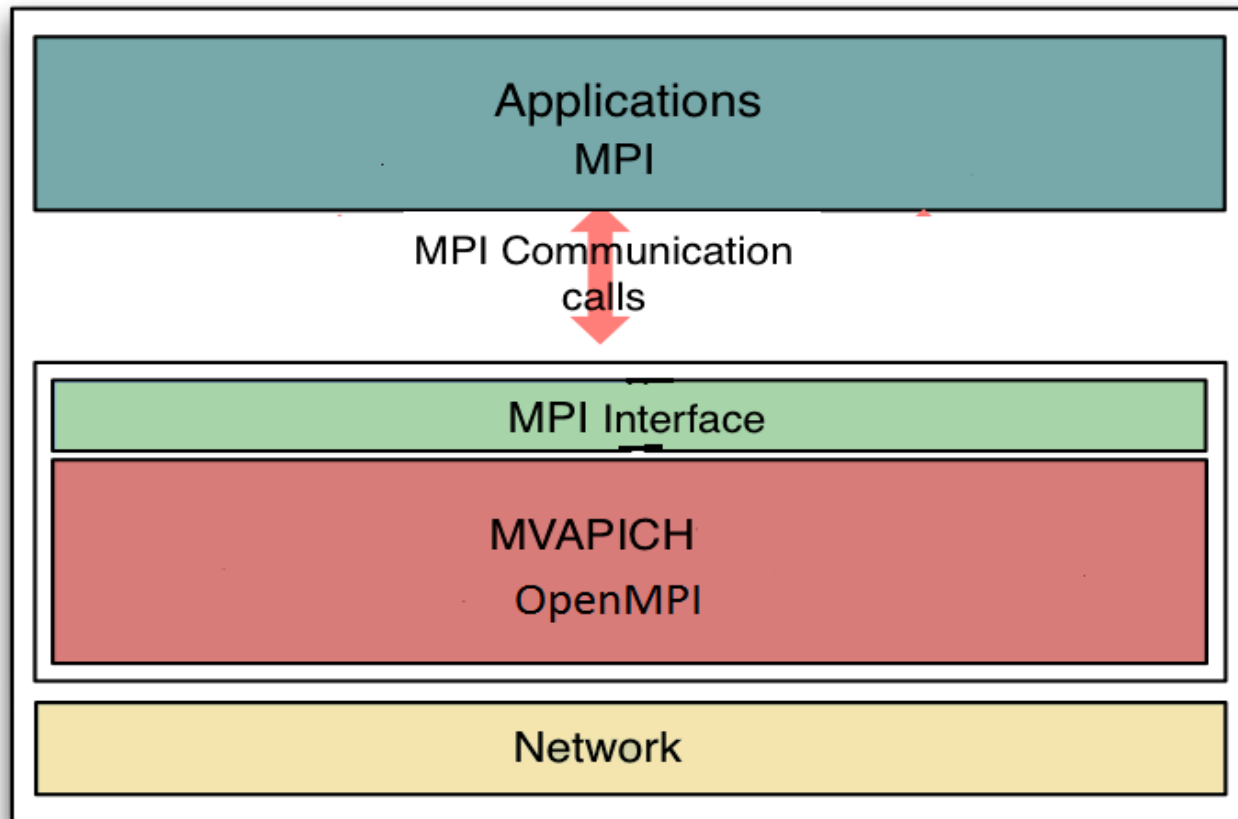 Applications
MPI
MPI Communication
calls
MPI Interface
MVAPICH
OpenMPI
Network